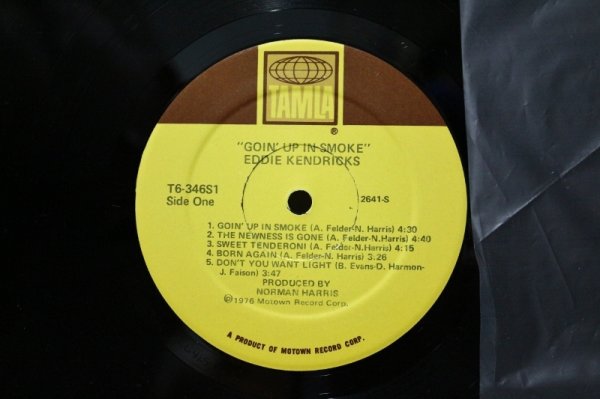 TAMLA
®
"GOIN' UP IN SMOKE"
EDDIE KENDRICKS
T6-346S1
Side One
2641-S
1. GOIN' UP IN SMOKE (A. Felder-N. Harris) 4:30
2. THE NEWNESS IS GONE (A. Felder-N. Harris) 4:40
3. SWEET TENDERONI (A. Felder-N. Harris) 4:15
4. BORN AGAIN (A. Felder-N. Harris) 3.26
5. DON'T YOU WANT LIGHT (B. Evans-D. Harmon-
J. Faison) 3:47
PRODUCED BY
NORMAN HARRIS
©1976 Motown Record Corp.
A PRODUCT OF MOTOWN RECORD CORP.